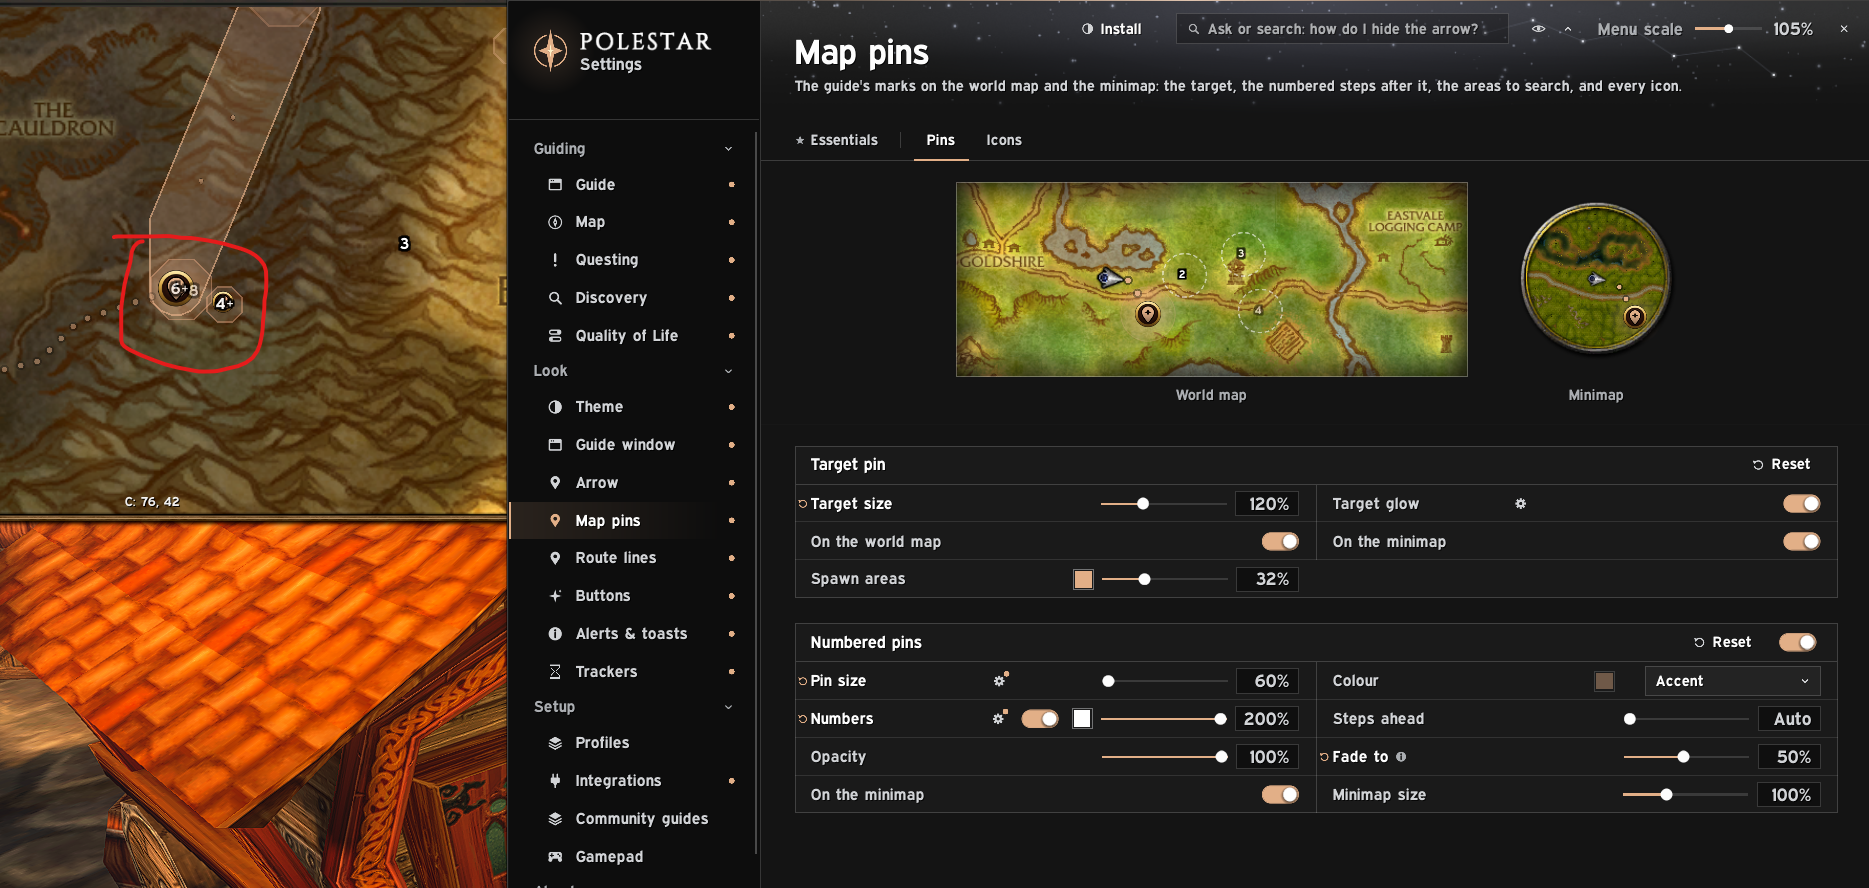 THE
CAULDRON
3
6+8
4+
C: 76, 42
POLESTAR
Settings
Guiding
Guide
Map
Questing
Discovery
Quality of Life
Look
Theme
Guide window
Arrow
Map pins
Route lines
Buttons
Alerts & toasts
Trackers
Setup
Profiles
Integrations
Community guides
Gamepad
Install
Ask or search: how do I hide the arrow?
Menu scale
105%
Map pins
The guide's marks on the world map and the minimap: the target, the numbered steps after it, the areas to search, and every icon.
Essentials
Pins
Icons
GOLDSHIRE
EASTVALE
LOGGING CAMP
2
3
4
World map
Minimap
Target pin
Reset
Target size
120%
Target glow
On the world map
On the minimap
Spawn areas
32%
Numbered pins
Reset
Pin size
60%
Colour
Accent
Numbers
200%
Steps ahead
Auto
Opacity
100%
Fade to
50%
On the minimap
Minimap size
100%